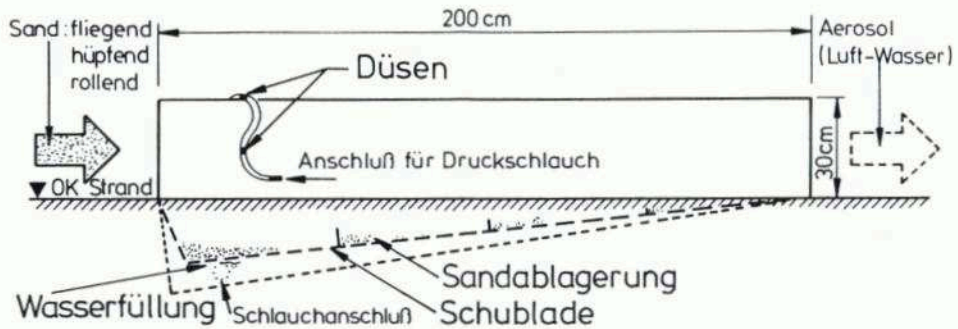 200 cm
Sand: fliegend
hüpfend
rollend
Aerosol
(Luft-Wasser)
Düsen
Anschluß für Druckschlauch
30cm
OK Strand
Sandablagerung
Wasserfüllung
Schlauchanschluß
Schublade